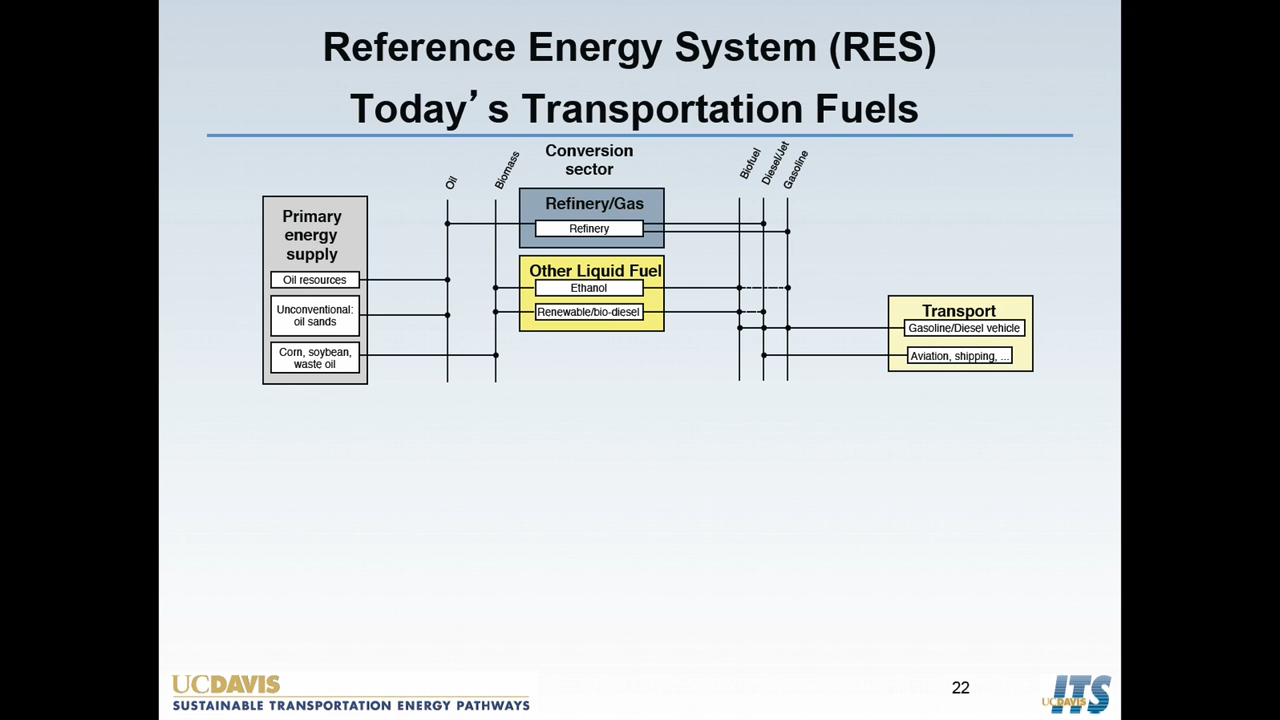 Reference Energy System (RES)
Today’s Transportation Fuels
Conversion
sector
Oil
Biomass
Biofuel
Diesel/Jet
Gasoline
Primary
energy
supply
Oil resources
Unconventional:
oil sands
Corn, soybean,
waste oil
Refinery/Gas
Refinery
Other Liquid Fuel
Ethanol
Renewable/bio-diesel
Transport
Gasoline/Diesel vehicle
Aviation, shipping, ...
UCDAVIS
SUSTAINABLE TRANSPORTATION ENERGY PATHWAYS
22
UCDAVIS
ITS